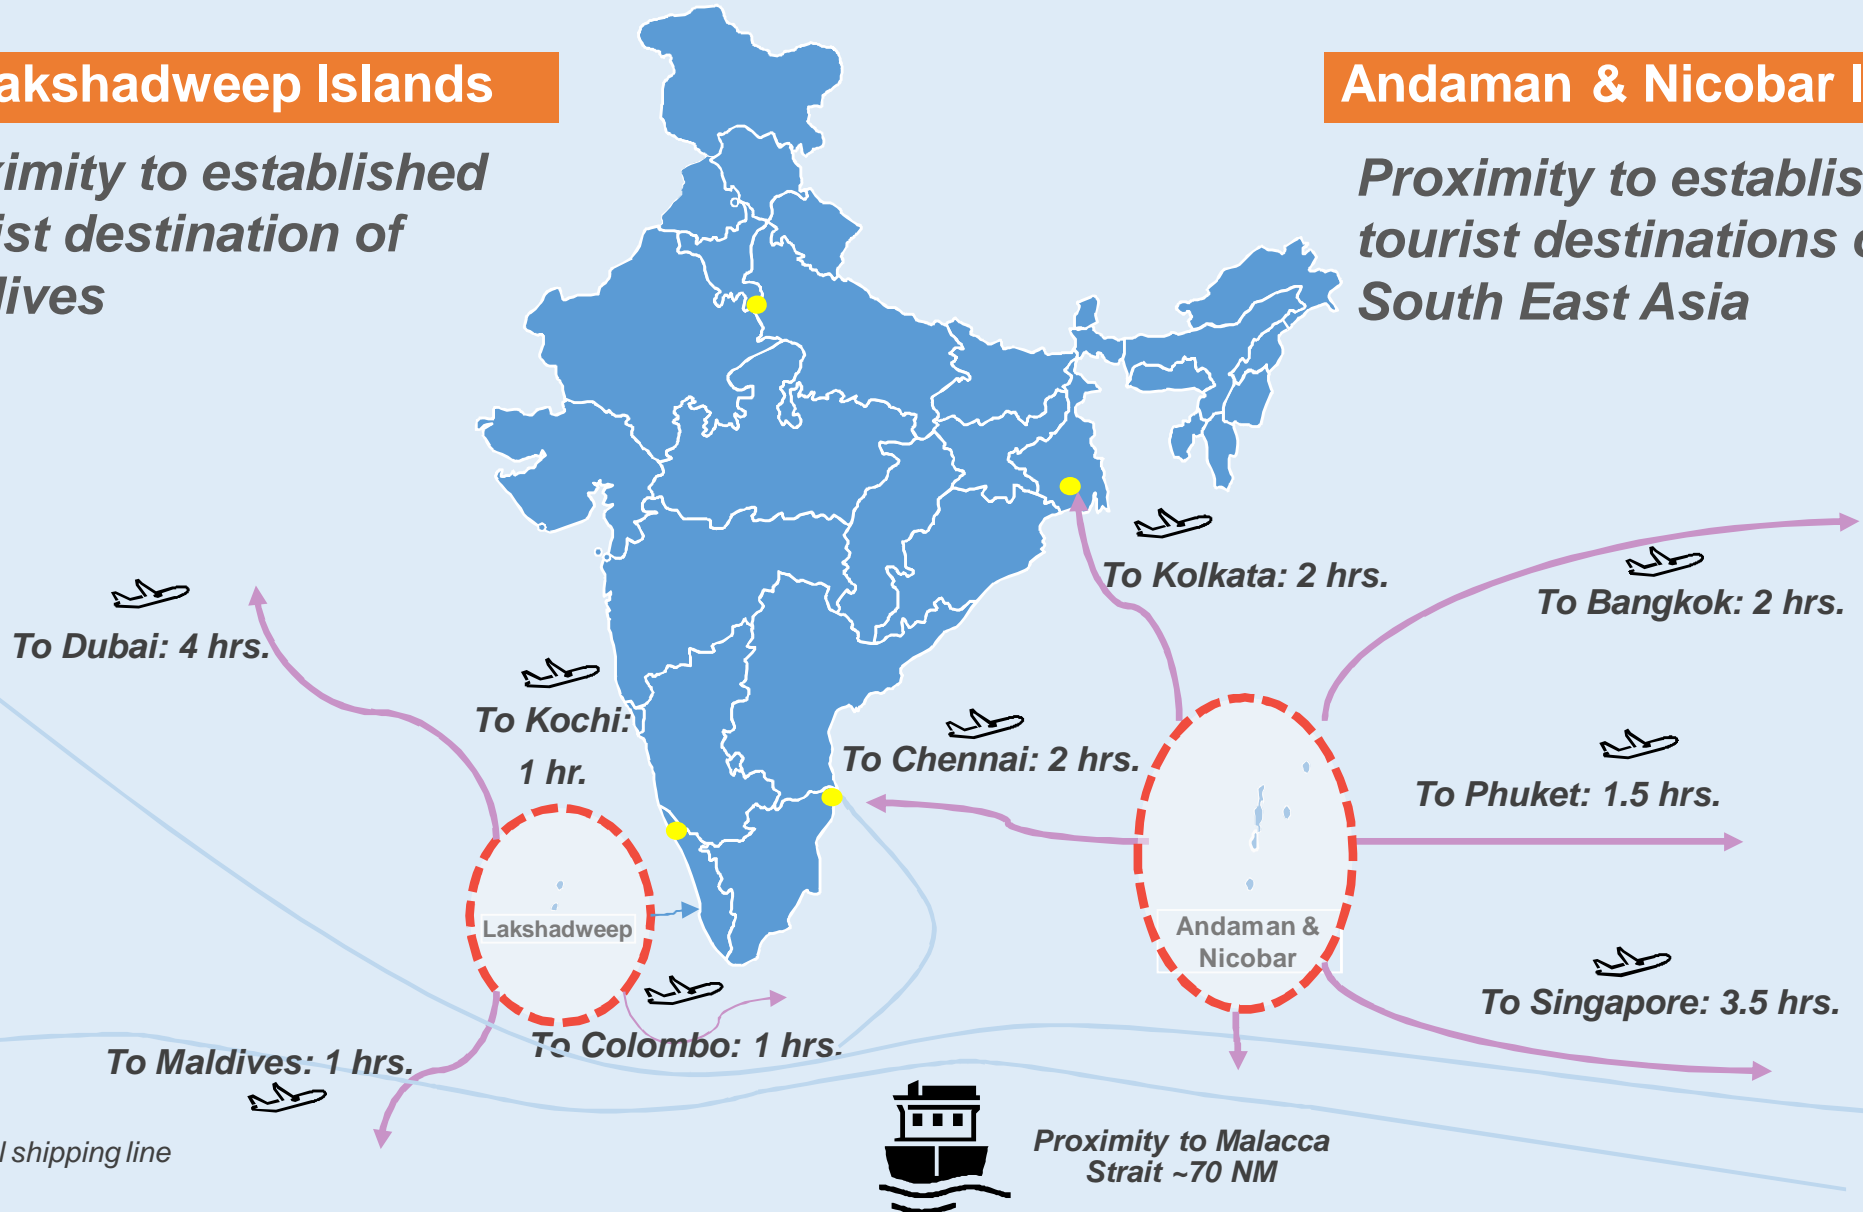 akshadweep Islands
Andaman & Nicobar I
ximity to established
ist destination of
lives
Proximity to establis
tourist destinations
South East Asia
To Kolkata: 2 hrs.
To Bangkok: 2 hrs.
To Dubai: 4 hrs.
To Kochi:
1 hr.
To Chennai: 2 hrs.
To Phuket: 1.5 hrs.
Lakshadweep
Andaman &
Nicobar
To Singapore: 3.5 hrs.
To Colombo: 1 hrs.
To Maldives: 1 hrs.
l shipping line
Proximity to Malacca
Strait ~70 NM